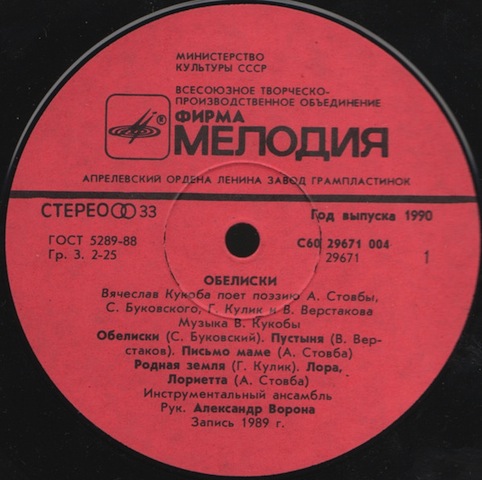 МИНИСТЕРСТВО
КУЛЬТУРЫ СССР
ВСЕСОЮЗНОЕ ТВОРЧЕСКО-
ПРОИЗВОДСТВЕННОЕ ОБЪЕДИНЕНИЕ
®
ФИРМА
МЕЛОДИЯ
АПРЕЛЕВСКИЙ ОРДЕНА ЛЕНИНА ЗАВОД ГРАМПЛАСТИНОК
СТЕРЕО 33
Год выпуска 1990
ГОСТ 5289-88
С60 29671 004
Гр. 3. 2-25
29671
1
ОБЕЛИСКИ
Вячеслав Кукоба поет поэзию А. Стовбы,
С. Буковского, Г. Кулик и В. Верстакова
Музыка В. Кукобы
Обелиски (С. Буковский). Пустыня (В. Вер-
стаков). Письмо маме (А. Стовба)
Родная земля (Г. Кулик). Лора,
Лориетта (А. Стовба)
Инструментальный ансамбль
Рук. Александр Ворона
Запись 1989 г.